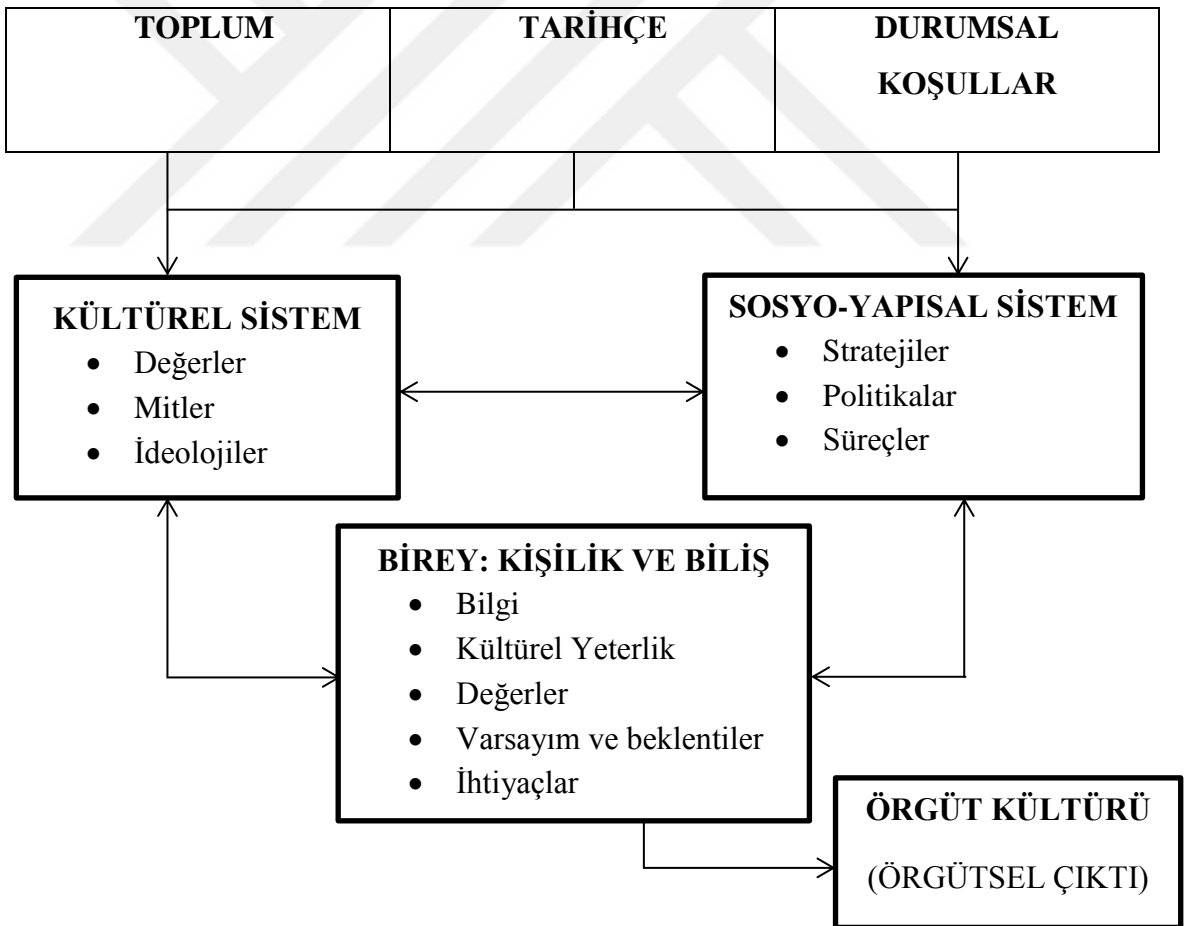 TOPLUM
TARİHÇE
DURUMSAL
KOŞULLAR
KÜLTÜREL SİSTEM
• Değerler
• Mitler
• İdeolojiler
SOSYO-YAPISAL SİSTEM
• Stratejiler
• Politikalar
• Süreçler
BİREY: KİŞİLİK VE BİLİŞ
• Bilgi
• Kültürel Yeterlik
• Değerler
• Varsayım ve beklentiler
• İhtiyaçlar
ÖRGÜT KÜLTÜRÜ
(ÖRGÜTSEL ÇIKTI)